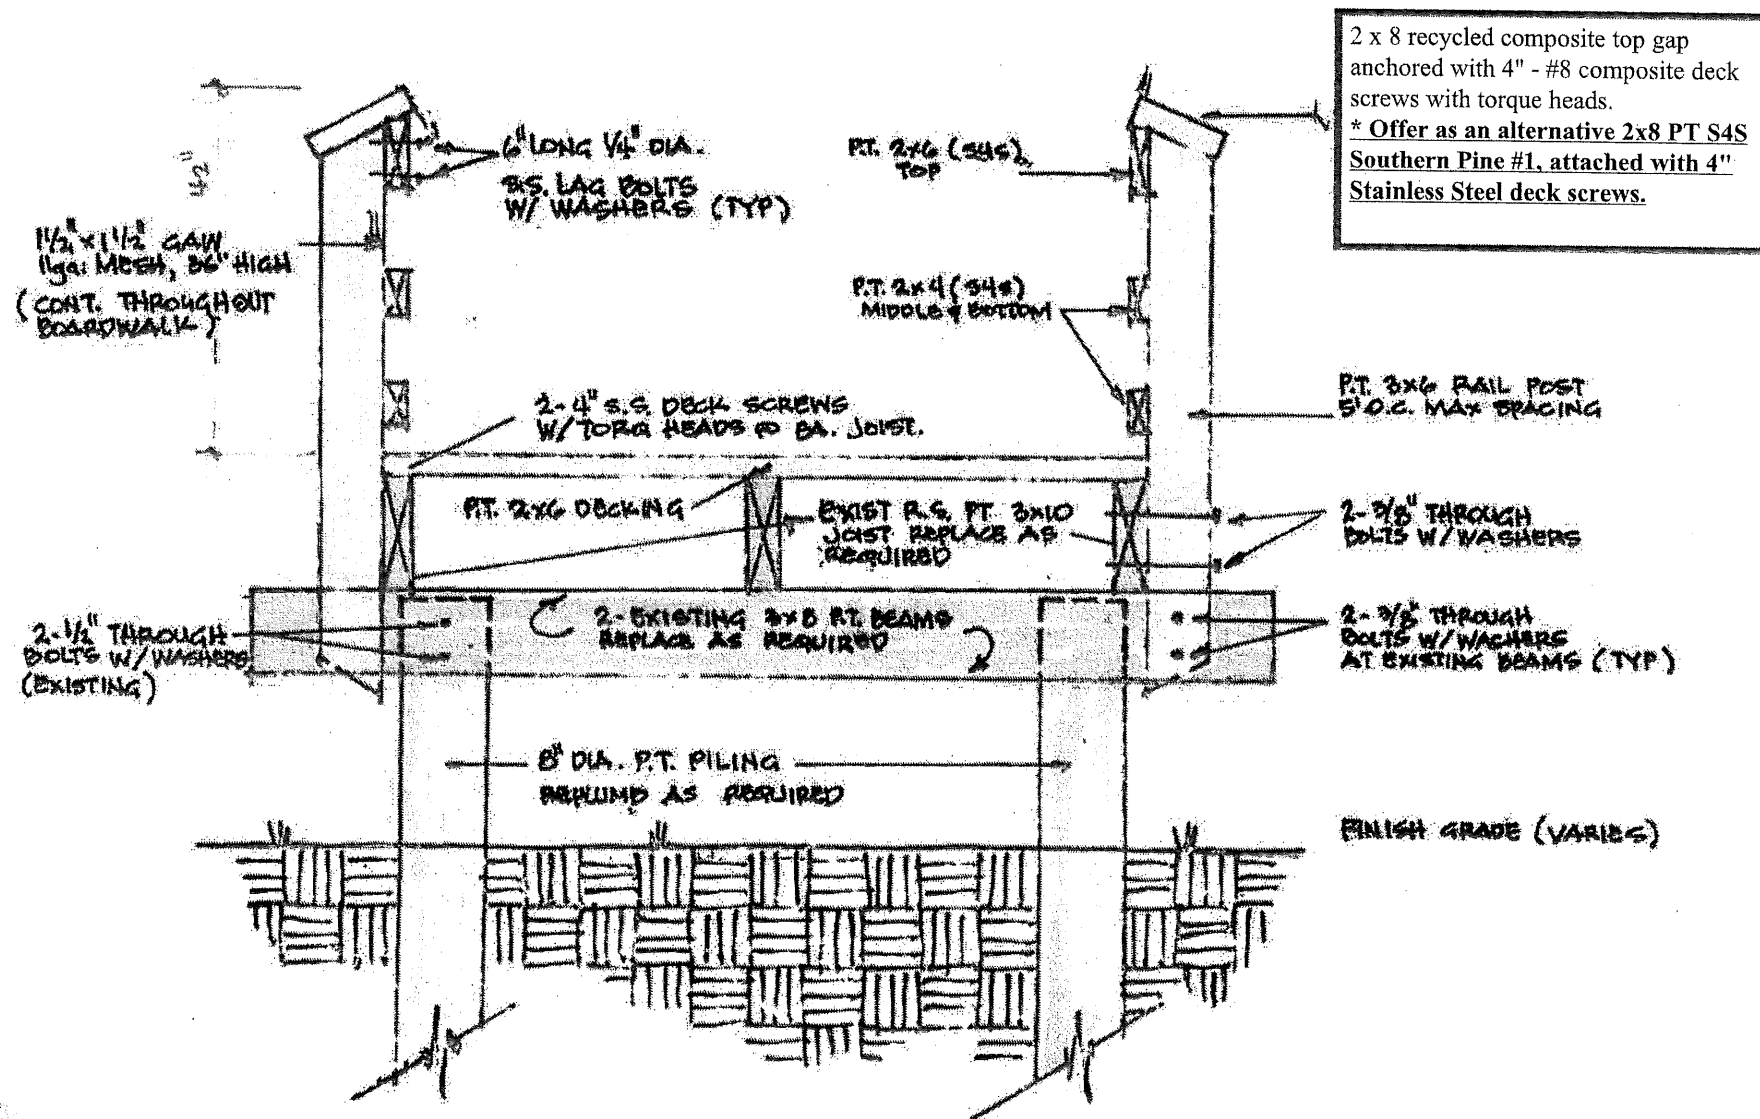 2 x 8 recycled composite top gap
anchored with 4" - #8 composite deck
screws with torque heads.
* Offer as an alternative 2x8 PT S4S
Southern Pine #1, attached with 4"
Stainless Steel deck screws.
42"
6" LONG 1/4" DIA.
S.S. LAG BOLTS
W/ WASHERS (TYP)
P.T. 2x6 (S4S)
TOP
1 1/2" x 1 1/2" GAW
11ga. MESH, 36" HIGH
(CONT. THROUGHOUT
BOARDWALK)
P.T. 2x4 (S4S)
MIDDLE & BOTTOM
2-4" S.S. DECK SCREWS
W/TORQ HEADS @ EA. JOIST.
P.T. 3x6 RAIL POST
5' O.C. MAX SPACING
P.T. 2x6 DECKING
EXIST R.S. P.T. 3x10
JOIST REPLACE AS
REQUIRED
2-3/8" THROUGH
BOLTS W/WASHERS
2-1/2" THROUGH
BOLTS W/WASHERS
(EXISTING)
2-EXISTING 3x8 P.T. BEAMS
REPLACE AS REQUIRED
2-3/8" THROUGH
BOLTS W/WASHERS
AT EXISTING BEAMS (TYP)
8" DIA. P.T. PILING
REPLUMB AS REQUIRED
FINISH GRADE (VARIES)